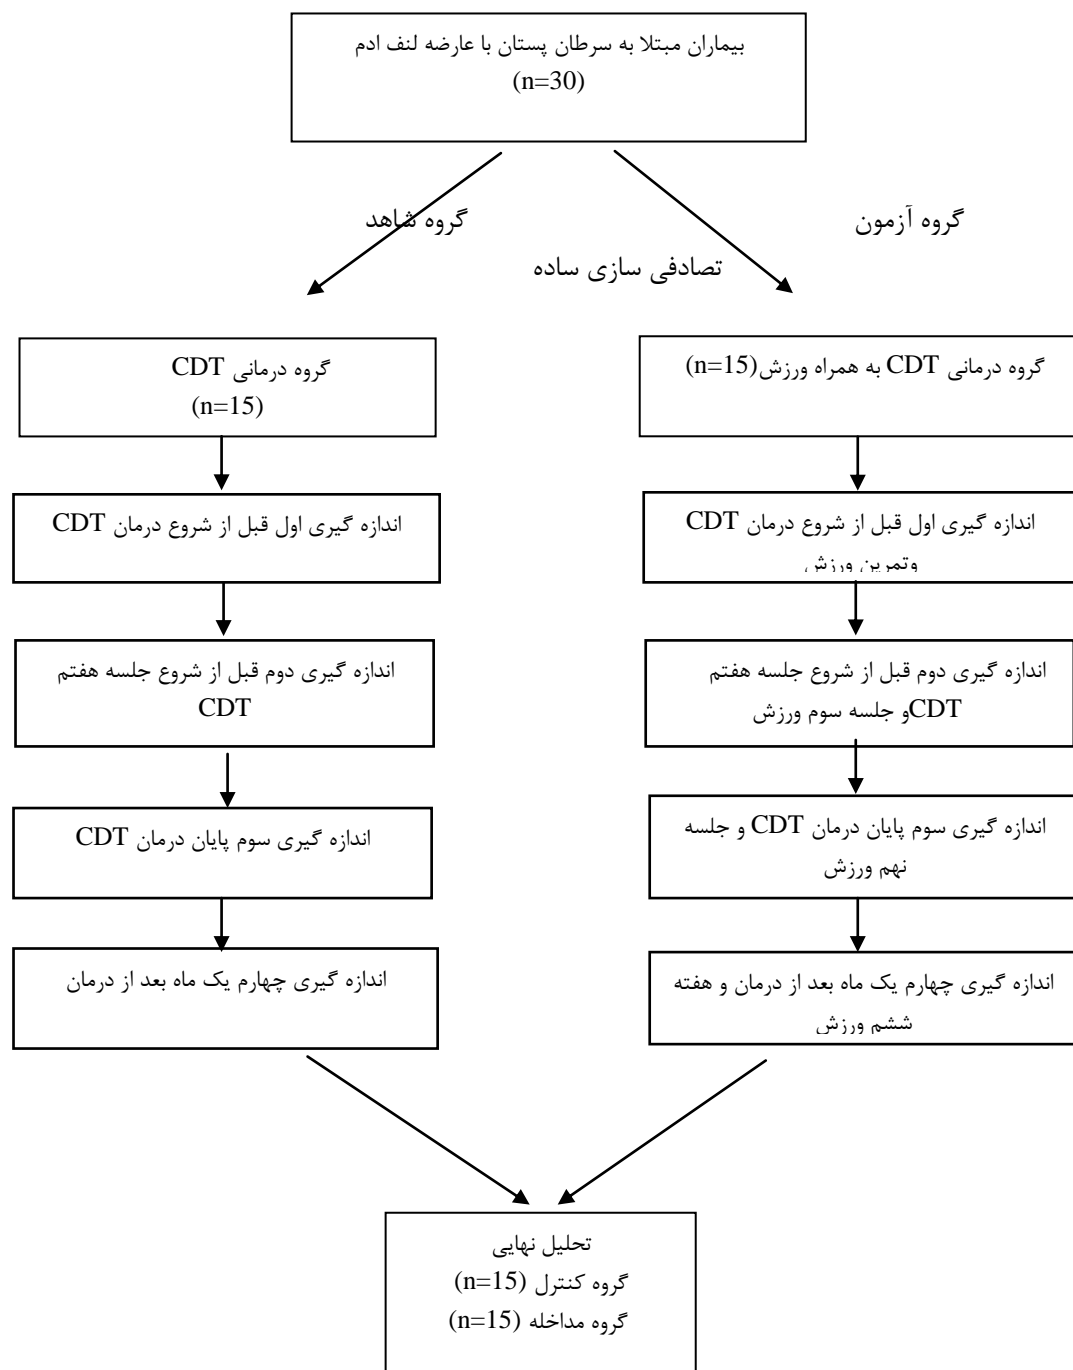 بیماران مبتلا به سرطان پستان با عارضه لنف ادم
(n=30)
گروه آزمون
گروه شاهد
تصادفی سازی ساده
گروه درمانی CDT به همراه ورزش(n=15)
گروه درمانی CDT
(n=15)
اندازه گیری اول قبل از شروع درمان CDT
وتمرین ورزش
اندازه گیری اول قبل از شروع درمان CDT
اندازه گیری دوم قبل از شروع جلسه هفتم
CDTو جلسه سوم ورزش
اندازه گیری دوم قبل از شروع جلسه هفتم
CDT
اندازه گیری سوم پایان درمان CDT و جلسه
نهم ورزش
اندازه گیری سوم پایان درمان CDT
اندازه گیری چهارم یک ماه بعد از درمان و هفته
ششم ورزش
اندازه گیری چهارم یک ماه بعد از درمان
تحلیل نهایی
گروه کنترل (n=15)
گروه مداخله (n=15)